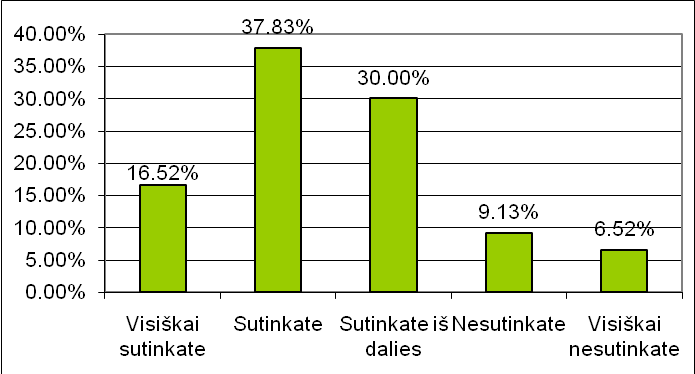 40.00%
35.00%
30.00%
25.00%
20.00%
15.00%
10.00%
5.00%
0.00%
16.52%
37.83%
30.00%
9.13%
6.52%
Visiškai
sutinkate
Sutinkate
Sutinkate iš
dalies
Nesutinkate
Visiškai
nesutinkate